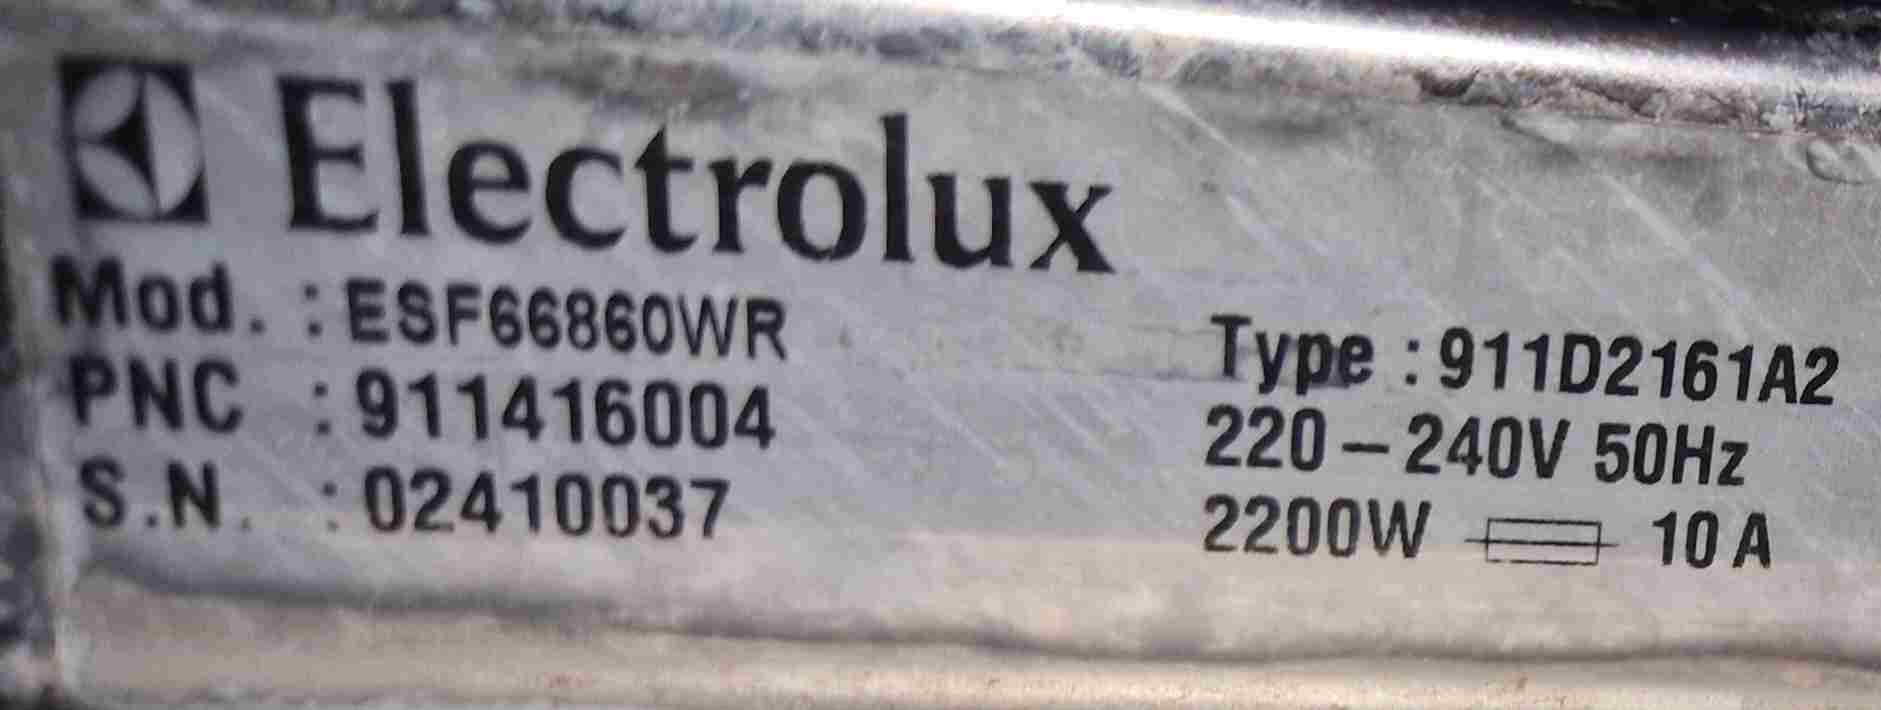 Electrolux
Mod. : ESF66860WR
PNC : 911416004
S.N. : 02410037
Type : 911D2161A2
220 – 240V 50Hz
2200W 10 A